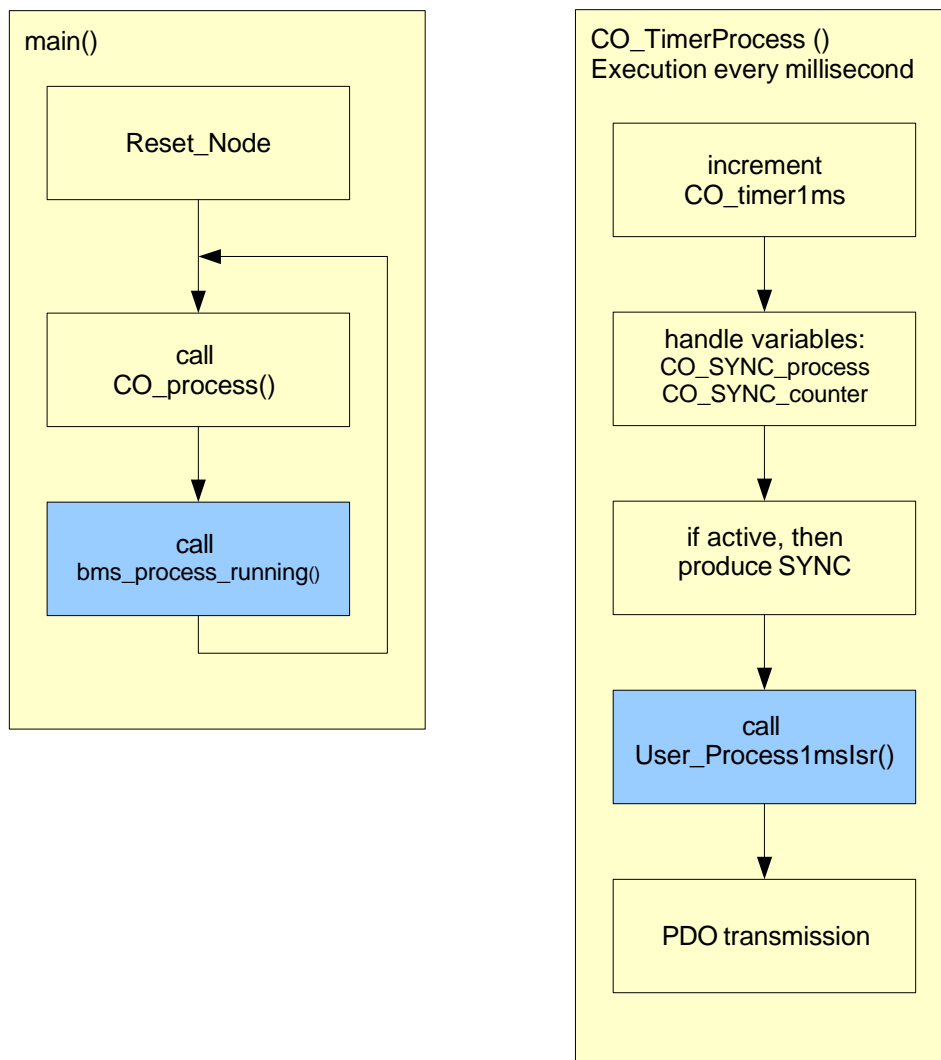 main()
Reset_Node
call
CO_process()
call
bms_process_running()
CO_TimerProcess ()
Execution every millisecond
increment
CO_timer1ms
handle variables:
CO_SYNC_process
CO_SYNC_counter
if active, then
produce SYNC
call
User_Process1msIsr()
PDO transmission